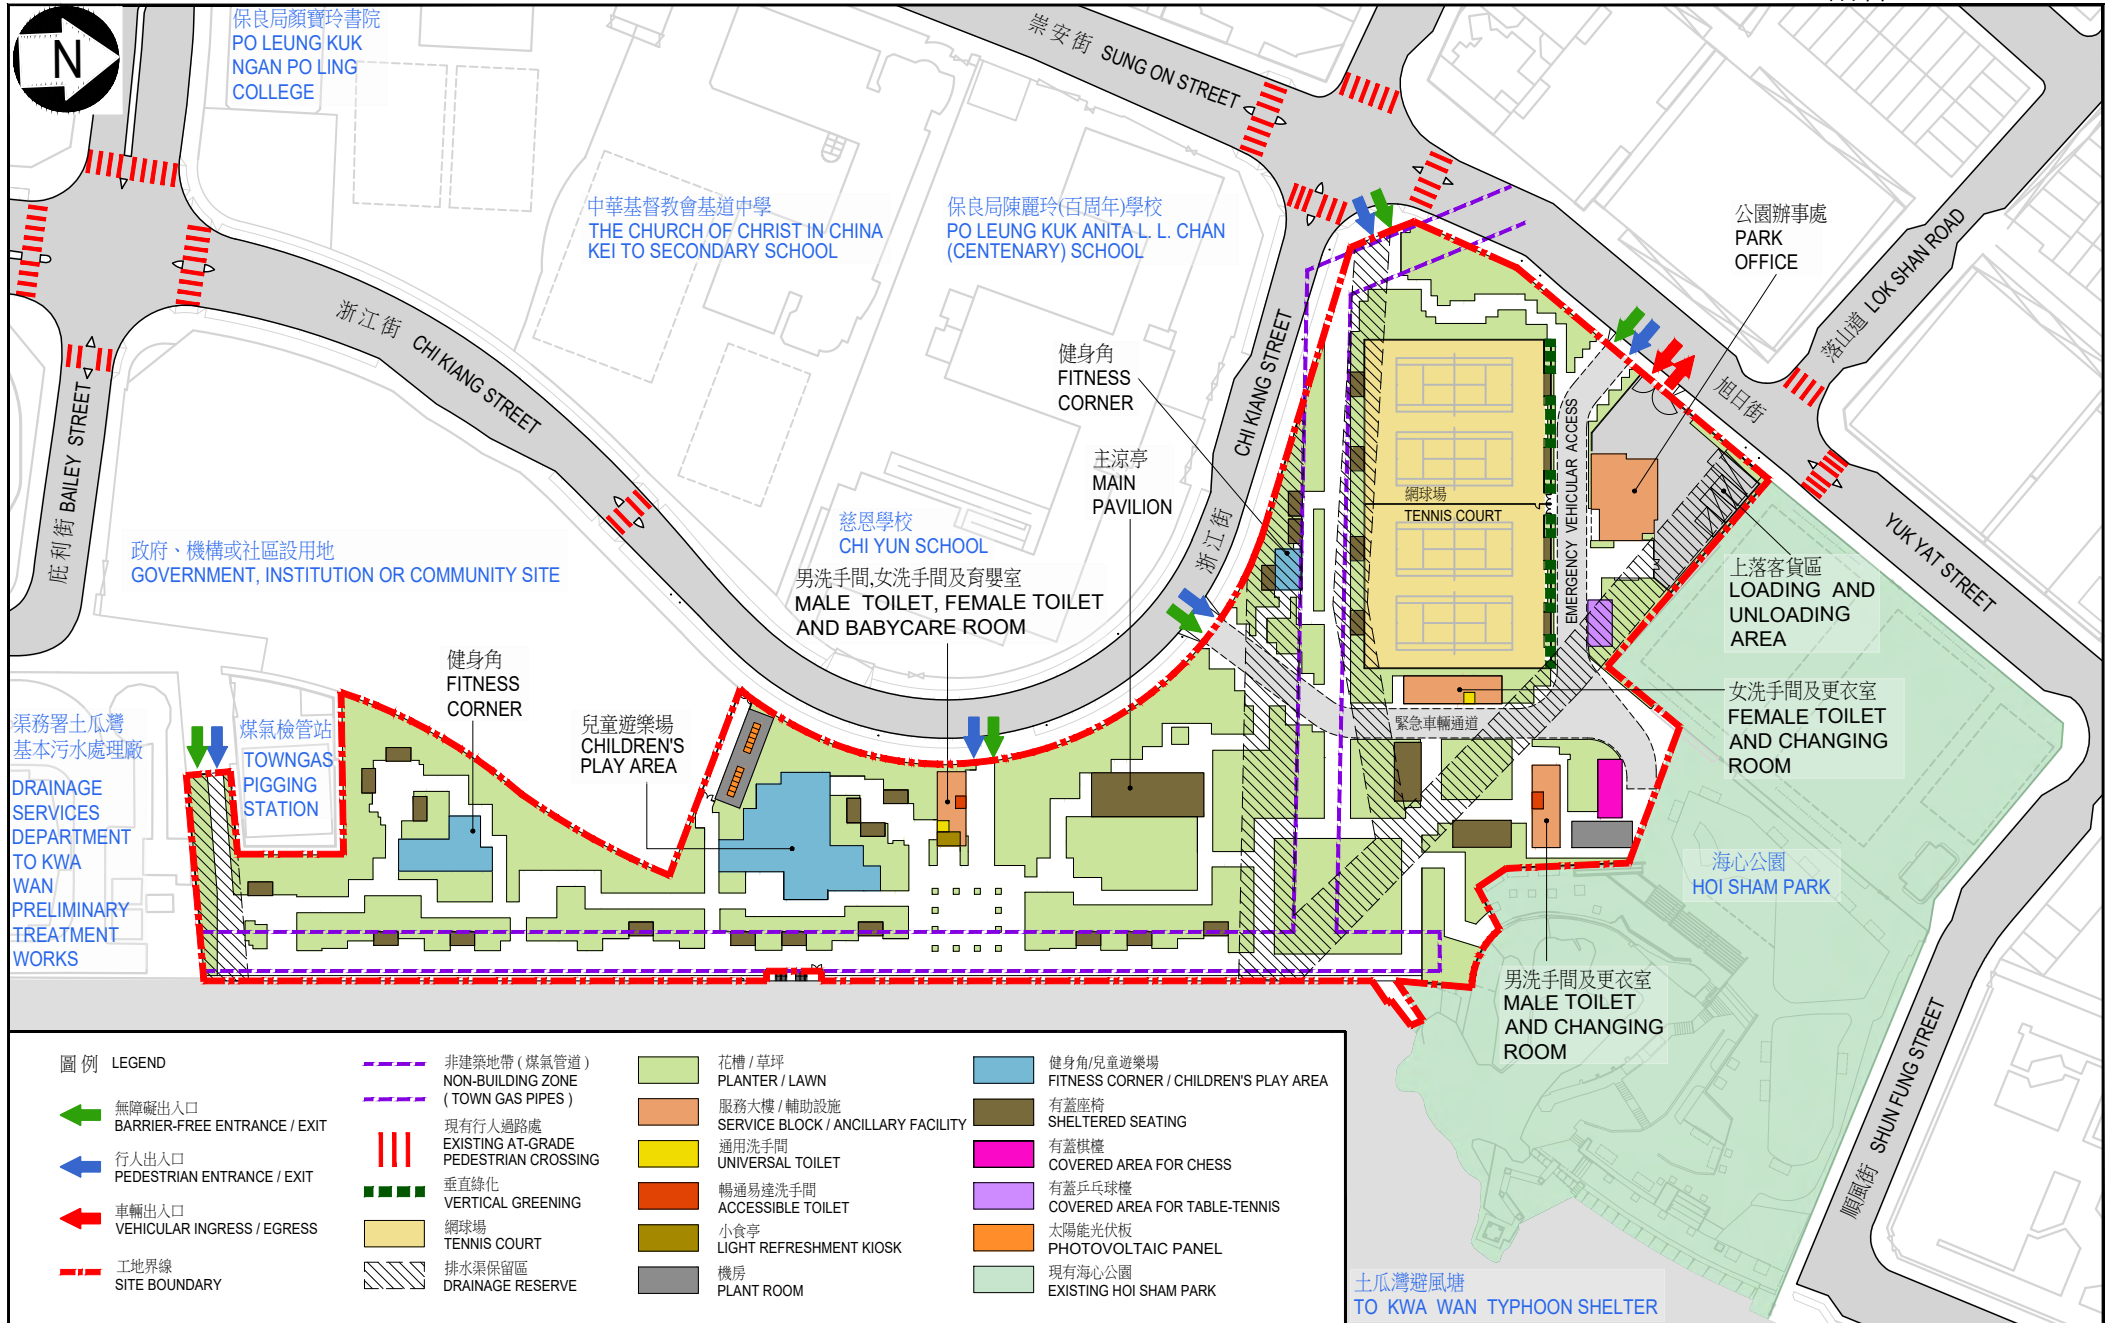 N
保良局顏寶玲書院
PO LEUNG KUK
NGAN PO LING
COLLEGE
崇安街 SUNG ON STREET
中華基督教會基道中學
THE CHURCH OF CHRIST IN CHINA
KEI TO SECONDARY SCHOOL
保良局陳麗玲(百周年)學校
PO LEUNG KUK ANITA L. L. CHAN
(CENTENARY) SCHOOL
公園辦事處
PARK
OFFICE
落山道 LOK SHAN ROAD
浙江街 CHI KIANG STREET
健身角
FITNESS
CORNER
CHI KIANG STREET
浙江街
旭日街
YUK YAT STREET
庇利街 BAILEY STREET
主涼亭
MAIN
PAVILION
網球場
TENNIS COURT
EMERGENCY VEHICULAR ACCESS
慈恩學校
CHI YUN SCHOOL
政府、機構或社區設用地
GOVERNMENT, INSTITUTION OR COMMUNITY SITE
男洗手間,女洗手間及育嬰室
MALE TOILET, FEMALE TOILET
AND BABYCARE ROOM
上落客貨區
LOADING AND
UNLOADING
AREA
健身角
FITNESS
CORNER
女洗手間及更衣室
FEMALE TOILET
AND CHANGING
ROOM
緊急車輛通道
兒童遊樂場
CHILDREN'S
PLAY AREA
渠務署土瓜灣
基本污水處理廠
DRAINAGE
SERVICES
DEPARTMENT
TO KWA
WAN
PRELIMINARY
TREATMENT
WORKS
煤氣檢管站
TOWNGAS
PIGGING
STATION
海心公園
HOI SHAM PARK
男洗手間及更衣室
MALE TOILET
AND CHANGING
ROOM
順風街 SHUN FUNG STREET
土瓜灣避風塘
TO KWA WAN TYPHOON SHELTER
圖例 LEGEND
無障礙出入口
BARRIER-FREE ENTRANCE / EXIT
行人出入口
PEDESTRIAN ENTRANCE / EXIT
車輛出入口
VEHICULAR INGRESS / EGRESS
工地界線
SITE BOUNDARY
非建築地帶 ( 煤氣管道 )
NON-BUILDING ZONE
( TOWN GAS PIPES )
現有行人過路處
EXISTING AT-GRADE
PEDESTRIAN CROSSING
垂直綠化
VERTICAL GREENING
網球場
TENNIS COURT
排水渠保留區
DRAINAGE RESERVE
花槽 / 草坪
PLANTER / LAWN
服務大樓 / 輔助設施
SERVICE BLOCK / ANCILLARY FACILITY
通用洗手間
UNIVERSAL TOILET
暢通易達洗手間
ACCESSIBLE TOILET
小食亭
LIGHT REFRESHMENT KIOSK
機房
PLANT ROOM
健身角/兒童遊樂場
FITNESS CORNER / CHILDREN'S PLAY AREA
有蓋座椅
SHELTERED SEATING
有蓋棋檯
COVERED AREA FOR CHESS
有蓋乒乓球檯
COVERED AREA FOR TABLE-TENNIS
太陽能光伏板
PHOTOVOLTAIC PANEL
現有海心公園
EXISTING HOI SHAM PARK